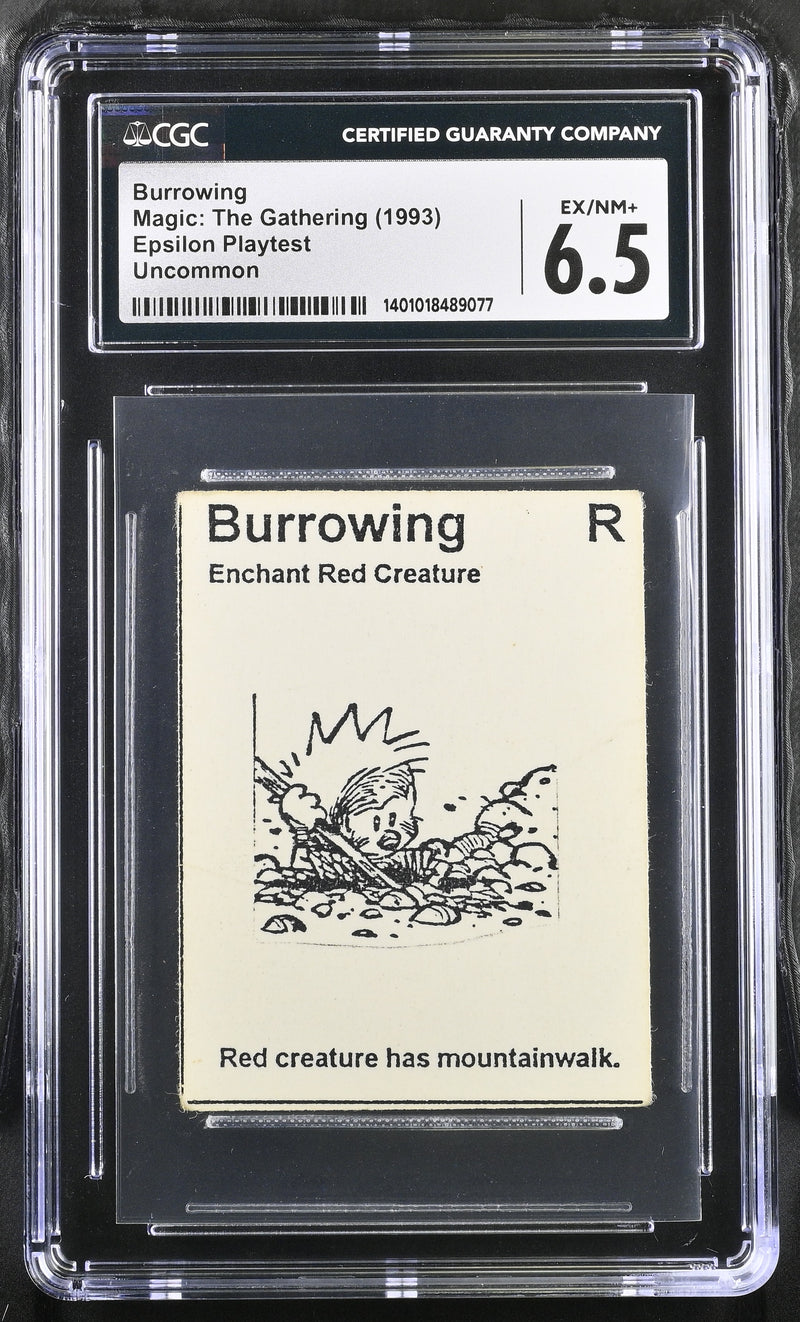 CGC
CERTIFIED GUARANTY COMPANY
Burrowing
Magic: The Gathering (1993)
Epsilon Playtest
Uncommon
EX/NM+
6.5
1401018489077
Burrowing R
Enchant Red Creature
Red creature has mountainwalk.